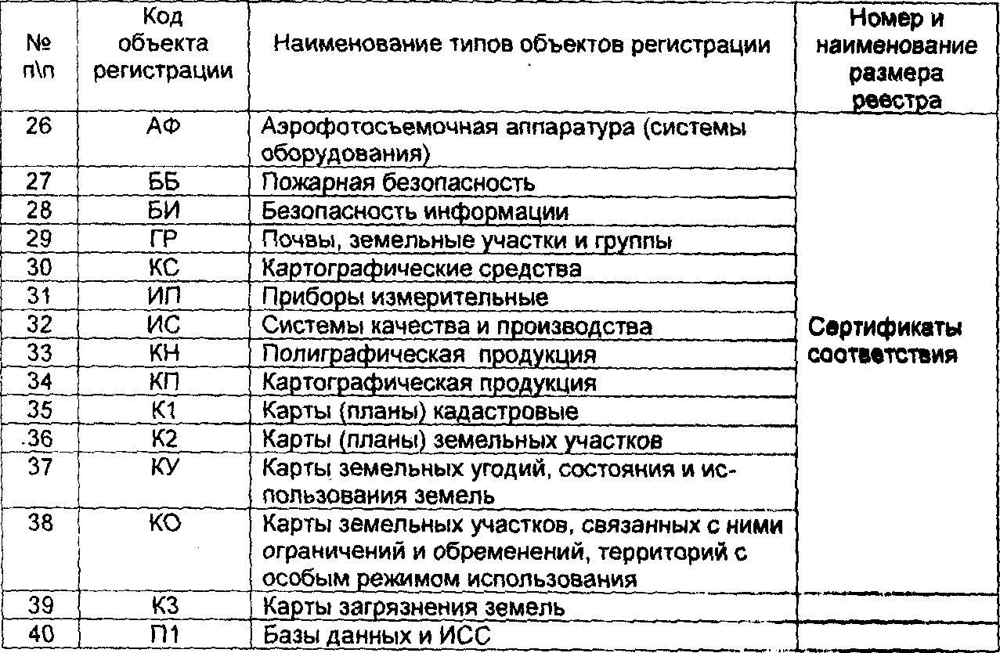 № п\п
Код объекта регистрации
Наименование типов объектов регистрации
Номер и наименование размера реестра
26 АФ Аэрофотосъемочная аппаратура (системы
оборудования)
27 ББ Пожарная безопасность
28 БИ Безопасность информации
29 ГР Почвы, земельные участки и группы
30 КС Картографические средства
31 ИП Приборы измерительные
32 ИС Системы качества и производства
Сертификаты
33 КН Полиграфическая продукция
соответствия
34 КП Картографическая продукция
35 К1 Карты (планы) кадастровые
36 К2 Карты (планы) земельных участков
37 КУ Карты земельных угодий, состояния и ис-
пользования земель
38 КО Карты земельных участков, связанных с ними
ограничений и обременений, территорий с
особым режимом использования
39 КЗ Карты загрязнения земель
40 П1 Базы данных и ИСС